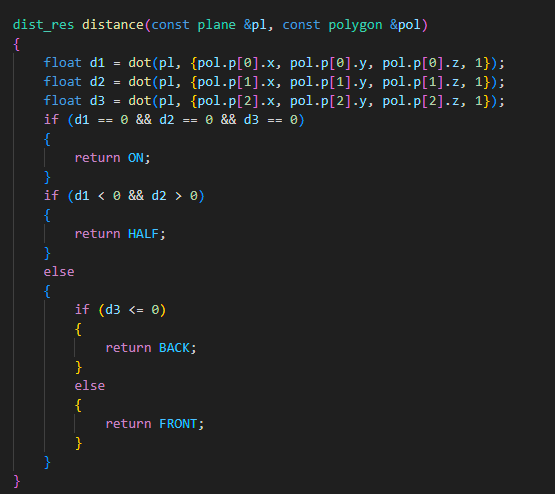 dist_res distance(const plane &pl, const polygon &pol)
{
    float d1 = dot(pl, {pol.p[0].x, pol.p[0].y, pol.p[0].z, 1});
    float d2 = dot(pl, {pol.p[1].x, pol.p[1].y, pol.p[1].z, 1});
    float d3 = dot(pl, {pol.p[2].x, pol.p[2].y, pol.p[2].z, 1});
    if (d1 == 0 && d2 == 0 && d3 == 0)
    {
        return ON;
    }
    if (d1 < 0 && d2 > 0)
    {
        return HALF;
    }
    else
    {
        if (d3 <= 0)
        {
            return BACK;
        }
        else
        {
            return FRONT;
        }
    }
}